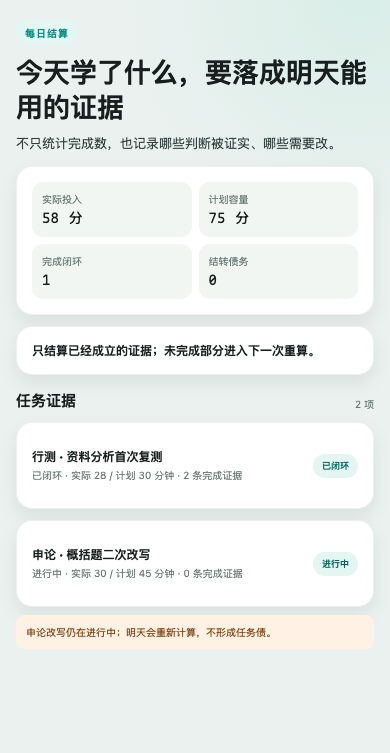 每日结算
今天学了什么，要落成明天能
用的证据
不只统计完成数，也记录哪些判断被证实、哪些需要改。
实际投入
58 分
计划容量
75 分
完成闭环
1
结转债务
0
只结算已经成立的证据；未完成部分进入下一次重算。
任务证据
2 项
行测 · 资料分析首次复测
已闭环 · 实际 28 / 计划 30 分钟 · 2 条完成证据
已闭环
申论 · 概括题二次改写
进行中 · 实际 30 / 计划 45 分钟 · 0 条完成证据
进行中
申论改写仍在进行中；明天会重新计算，不形成任务债。